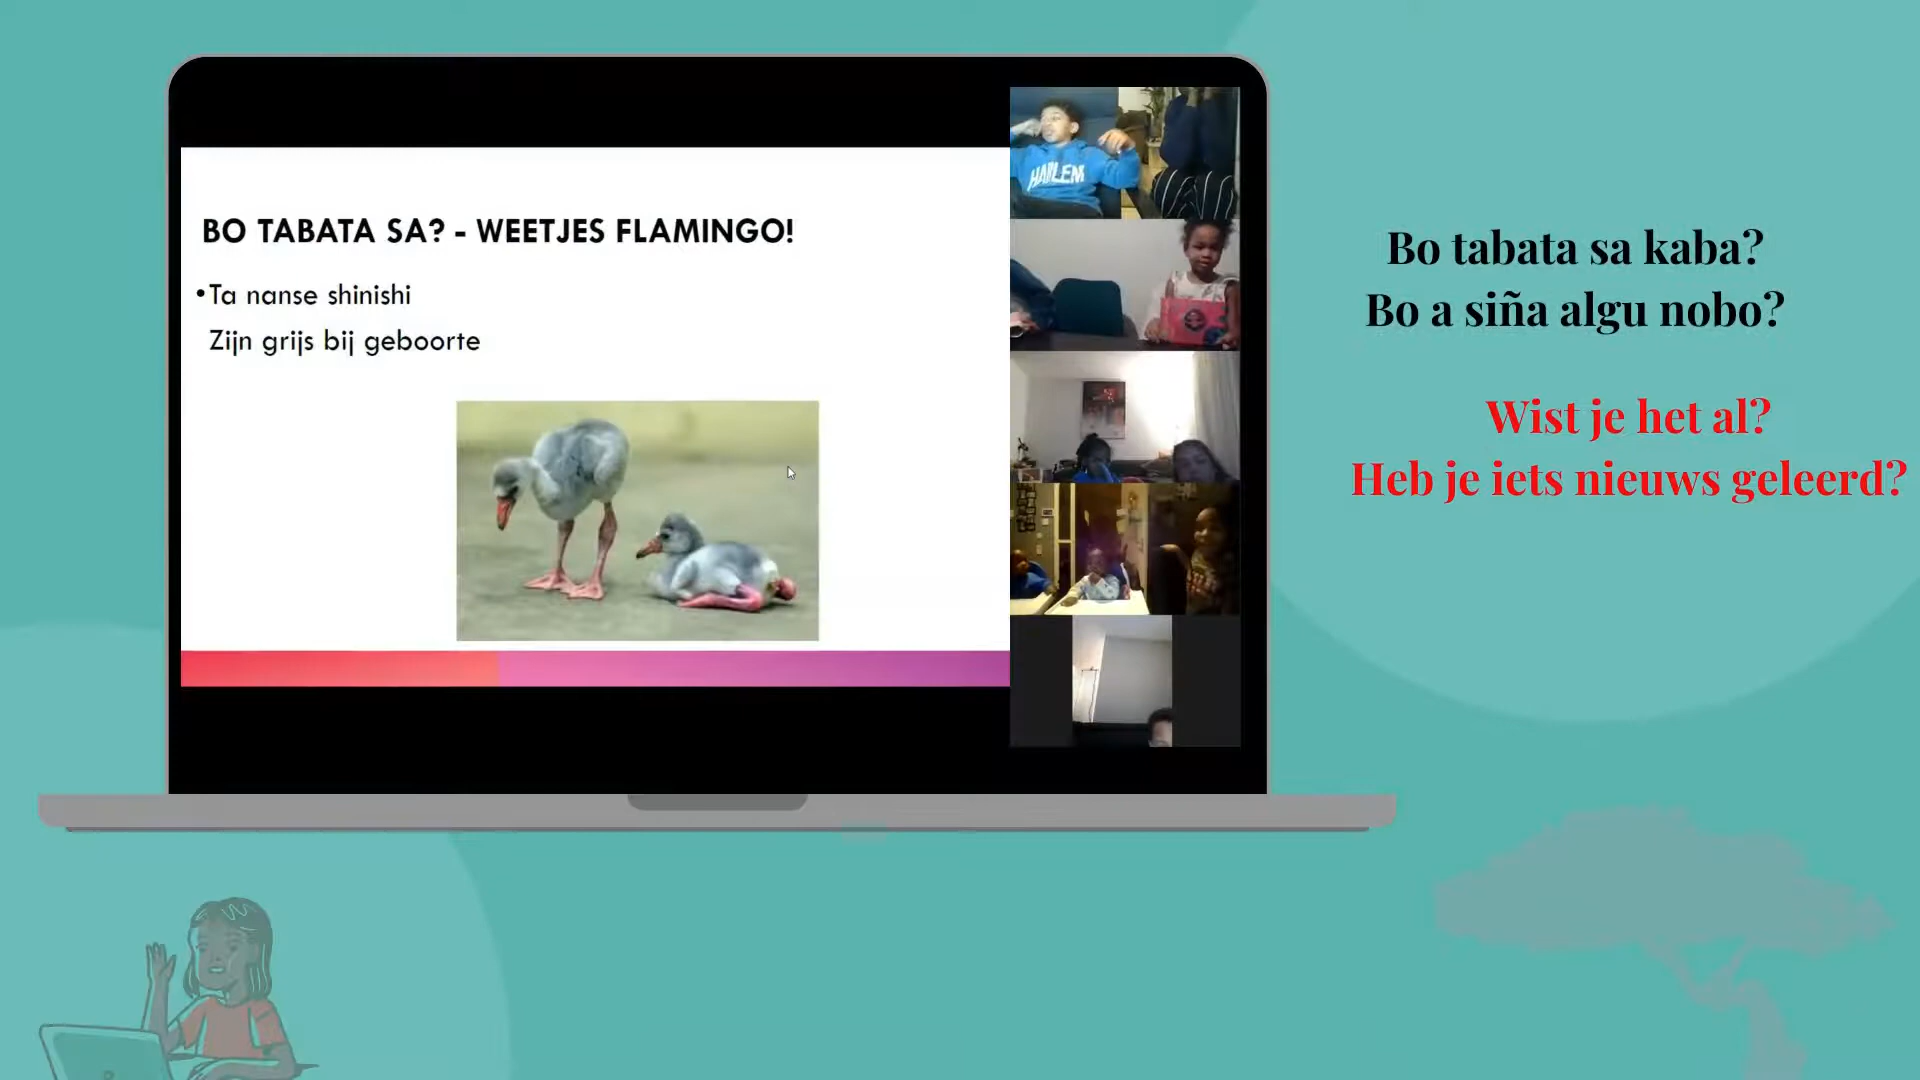 BO TABATA SA? - WEETJES FLAMINGO!
•Ta nanse shinishi
Zijn grijs bij geboorte
HARLEM
Bo tabata sa kaba?
Bo a siña algu nobo?
Wist je het al?
Heb je iets nieuws geleerd?